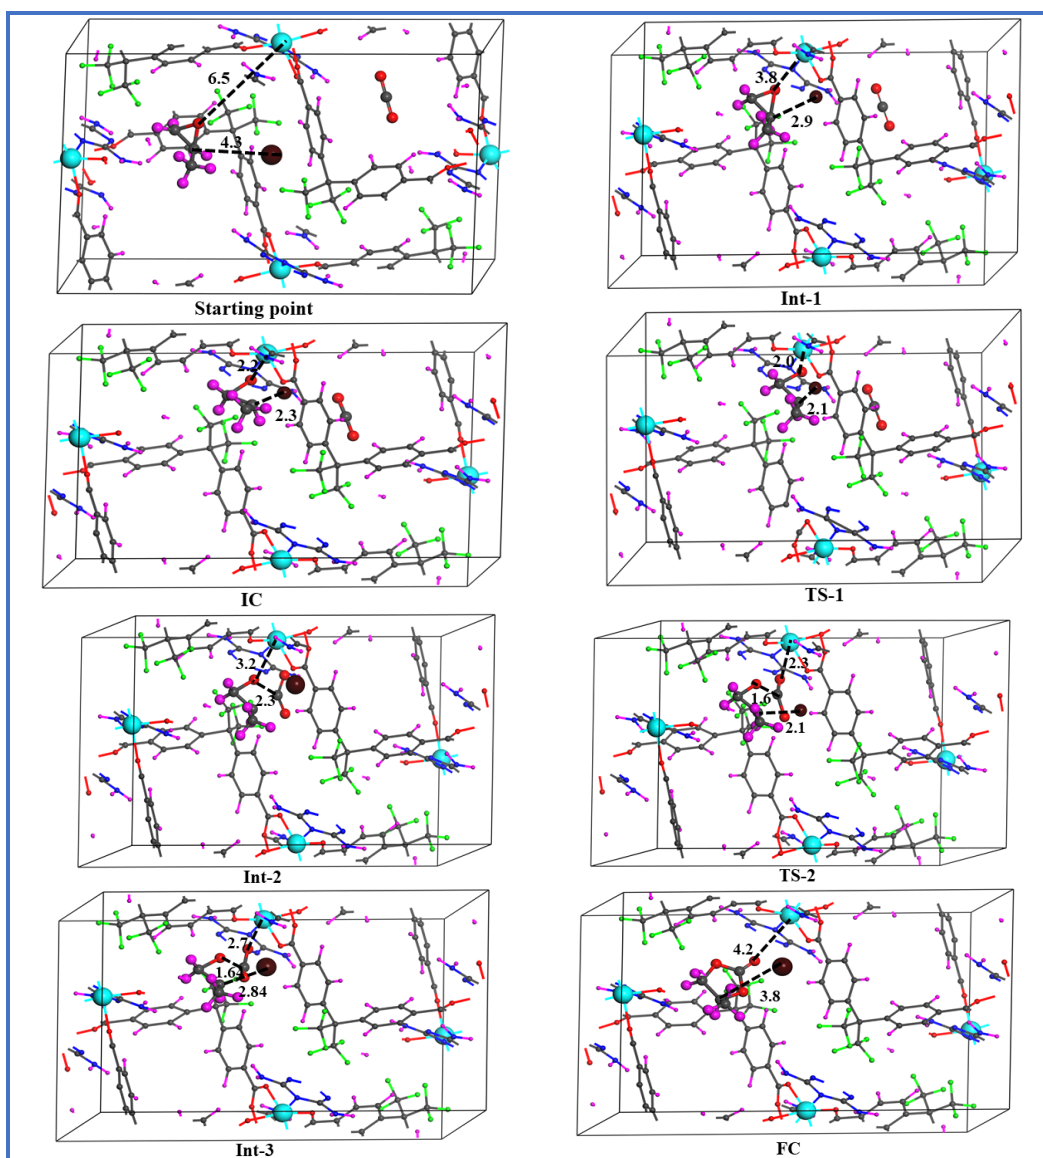 6.5
4.3
Starting point
3.8
2.9
Int-1
2.2
2.3
IC
2.0
2.1
TS-1
3.2
2.3
Int-2
2.3
1.6
2.1
TS-2
2.7
1.64
2.84
Int-3
4.2
3.8
FC